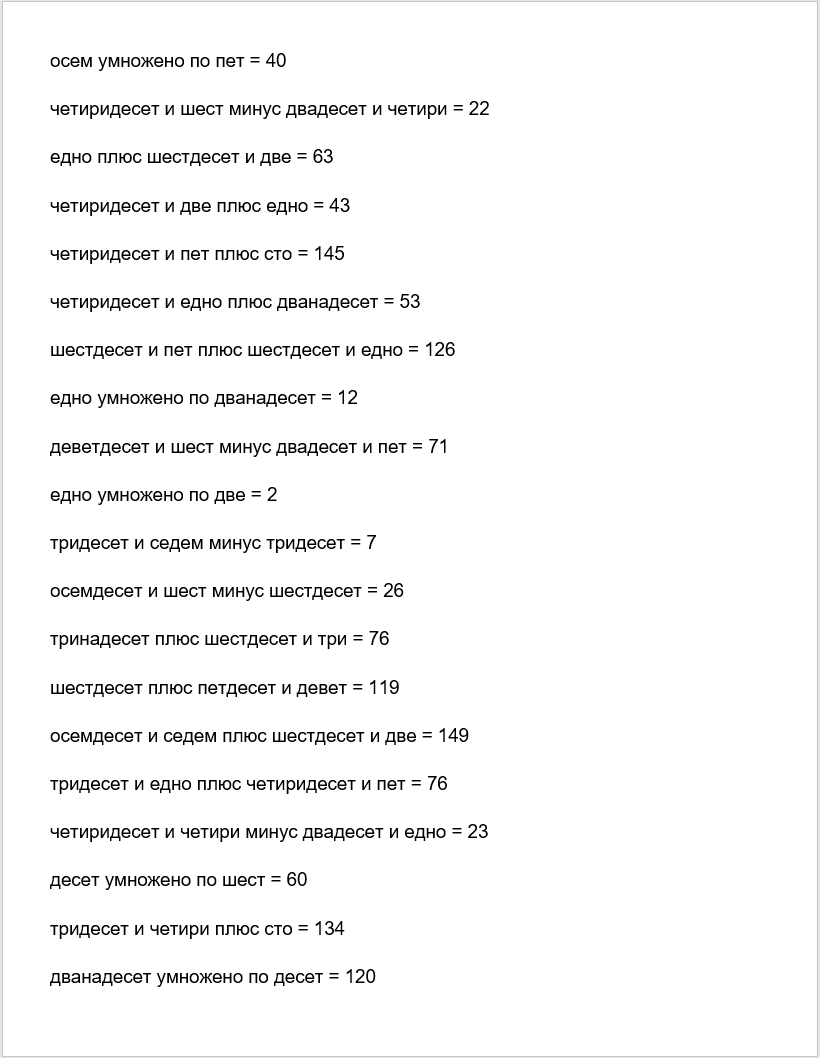 осем умножено по пет = 40
четиридесет и шест минус двадесет и четири = 22
едно плюс шестдесет и две = 63
четиридесет и две плюс едно = 43
четиридесет и пет плюс сто = 145
четиридесет и едно плюс дванадесет = 53
шестдесет и пет плюс шестдесет и едно = 126
едно умножено по дванадесет = 12
деветдесет и шест минус двадесет и пет = 71
едно умножено по две = 2
тридесет и седем минус тридесет = 7
осемдесет и шест минус шестдесет = 26
тринадесет плюс шестдесет и три = 76
шестдесет плюс петдесет и девет = 119
осемдесет и седем плюс шестдесет и две = 149
тридесет и едно плюс четиридесет и пет = 76
четиридесет и четири минус двадесет и едно = 23
десет умножено по шест = 60
тридесет и четири плюс сто = 134
дванадесет умножено по десет = 120